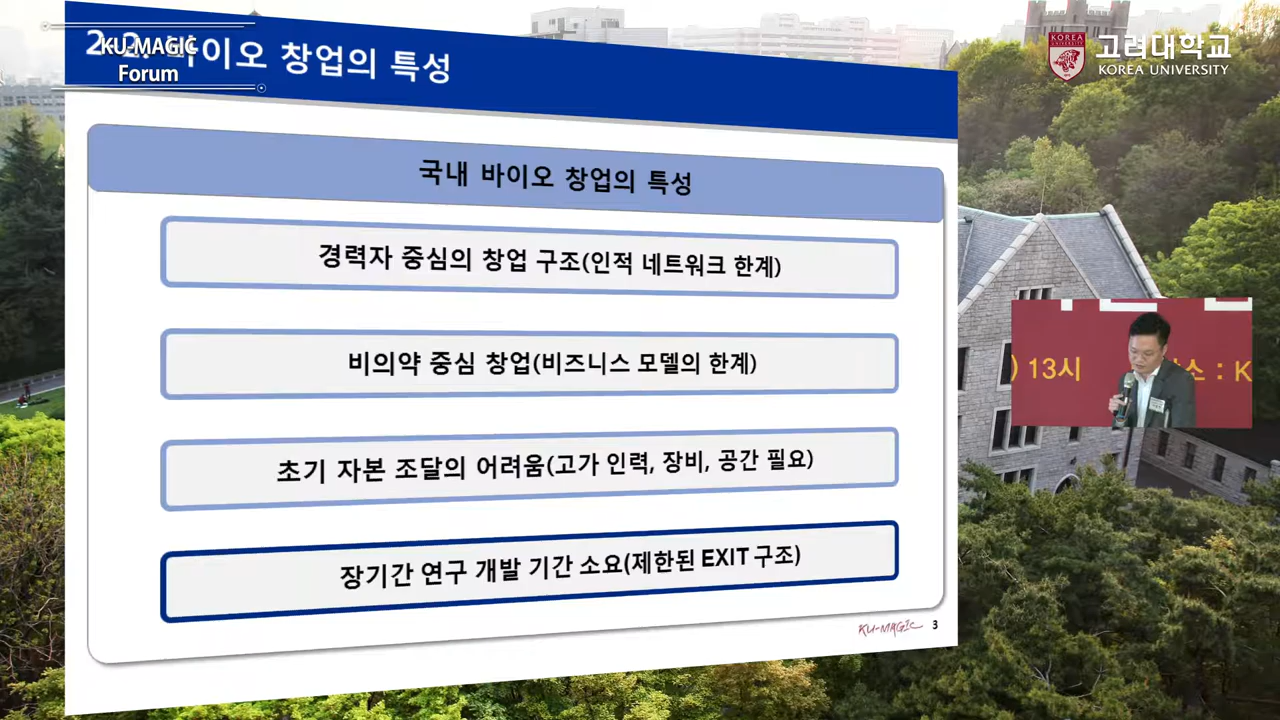 KU-MAGIC
Forum
2.2. 바이오 창업의 특성
고려대학교
KOREA UNIVERSITY
국내 바이오 창업의 특성
경력자 중심의 창업 구조(인적 네트워크 한계)
비의약 중심 창업(비즈니스 모델의 한계)
초기 자본 조달의 어려움(고가 인력, 장비, 공간 필요)
장기간 연구 개발 기간 소요(제한된 EXIT 구조)
) 13시
소 : K
KU-MAGIC
3